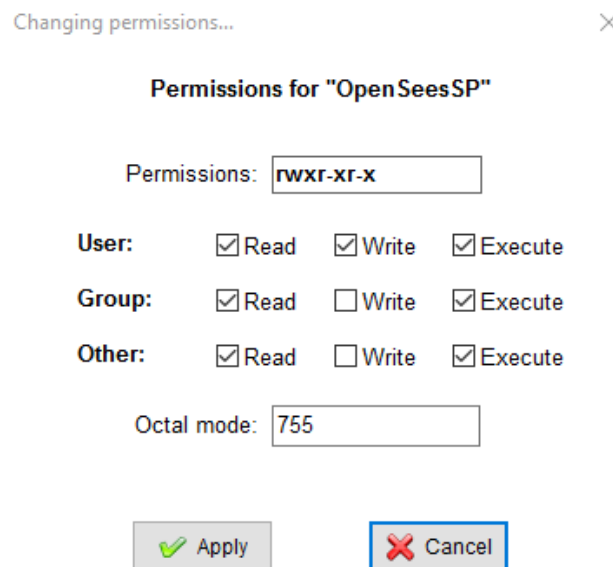 Changing permissions...
Permissions for "OpenSeesSP"
Permissions: rwxr-xr-x
User: Read Write Execute
Group: Read Write Execute
Other: Read Write Execute
Octal mode: 755
Apply Cancel